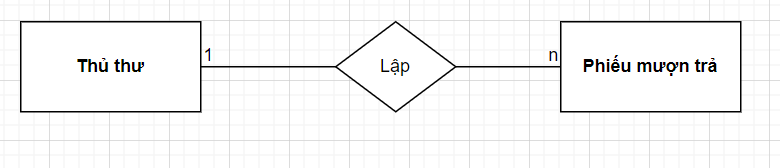 Thủ thư
1
Lập
n
Phiếu mượn trả